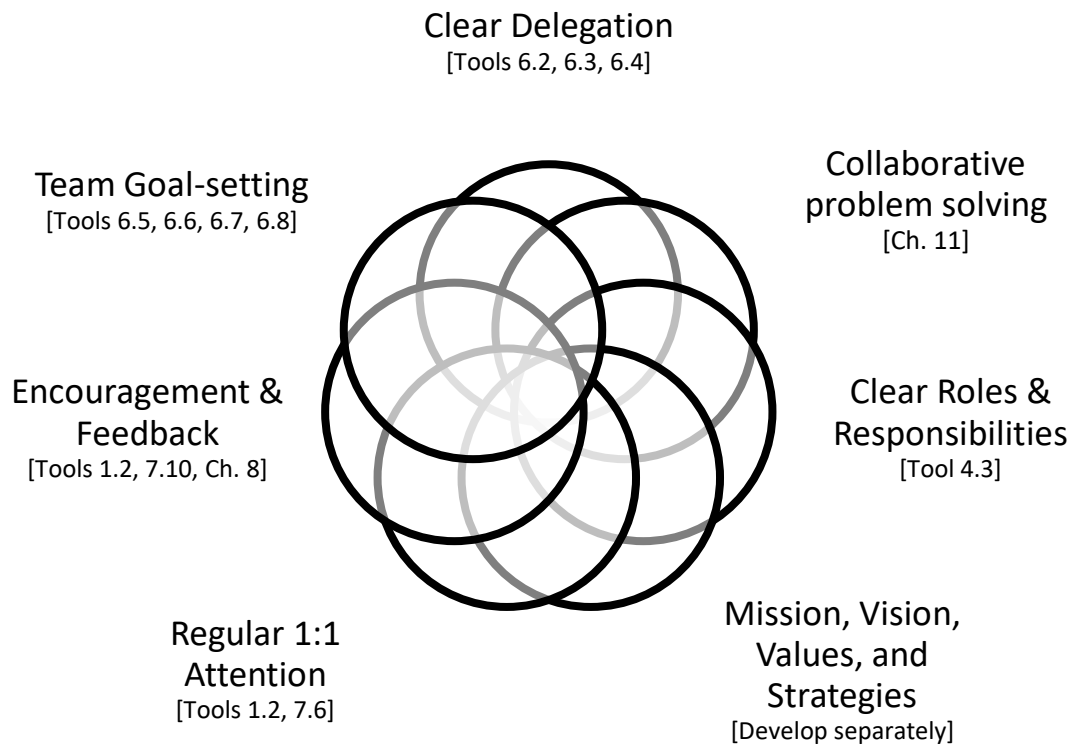 Clear Delegation
[Tools 6.2, 6.3, 6.4]
Team Goal-setting
[Tools 6.5, 6.6, 6.7, 6.8]
Collaborative
problem solving
[Ch. 11]
Encouragement &
Feedback
[Tools 1.2, 7.10, Ch. 8]
Clear Roles &
Responsibilities
[Tool 4.3]
Regular 1:1
Attention
[Tools 1.2, 7.6]
Mission, Vision,
Values, and
Strategies
[Develop separately]